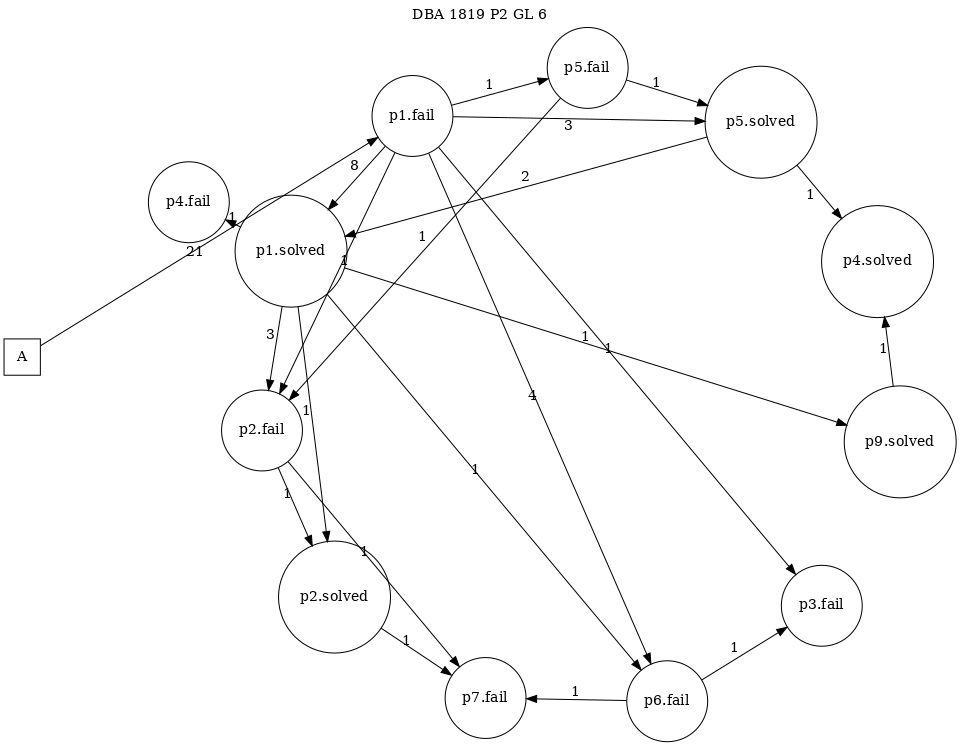 DBA 1819 P2 GL 6
p5.fail
1
1
p1.fail
p5.solved
3
8
2
p4.fail
1
1
p1.solved
1
21
1
p4.solved
3
1
1
1
A
4
1
p2.fail
p9.solved
1
1
1
p2.solved
p3.fail
1
1
1
p7.fail
p6.fail